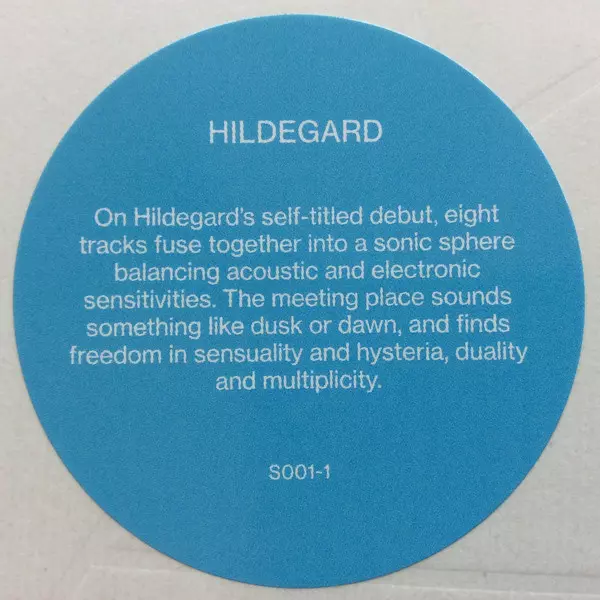 HILDEGARD
On Hildegard's self-titled debut, eight
tracks fuse together into a sonic sphere
balancing acoustic and electronic
sensitivities. The meeting place sounds
something like dusk or dawn, and finds
freedom in sensuality and hysteria, duality
and multiplicity.
S001-1